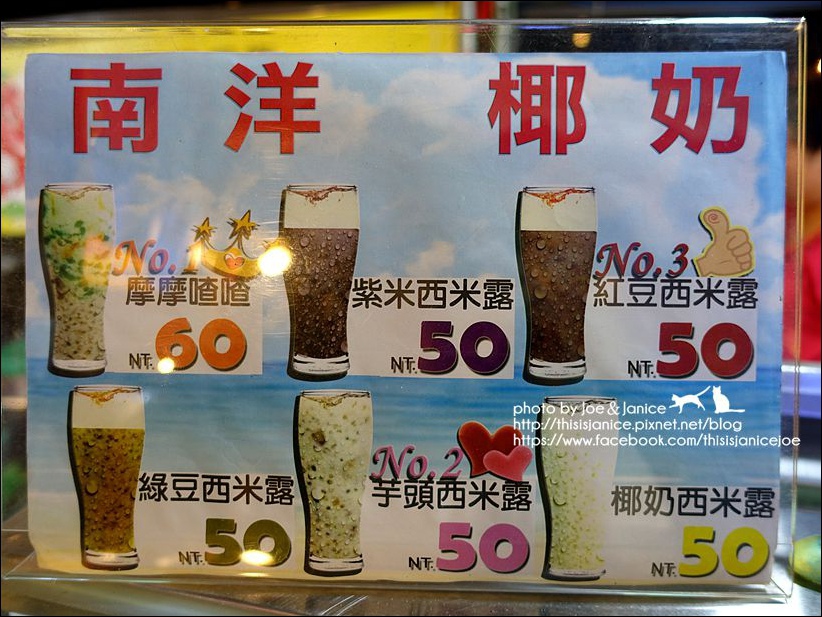 南洋 椰奶
No.1
摩摩喳喳
NT. 60
紫米西米露
NT. 50
No.3
紅豆西米露
NT. 50
photo by Joe & Janice
http://thisisjanice.pixnet.net/blog
https://www.facebook.com/thisisjanicejoe
綠豆西米露
NT. 50
No.2
芋頭西米露
NT. 50
椰奶西米露
NT. 50